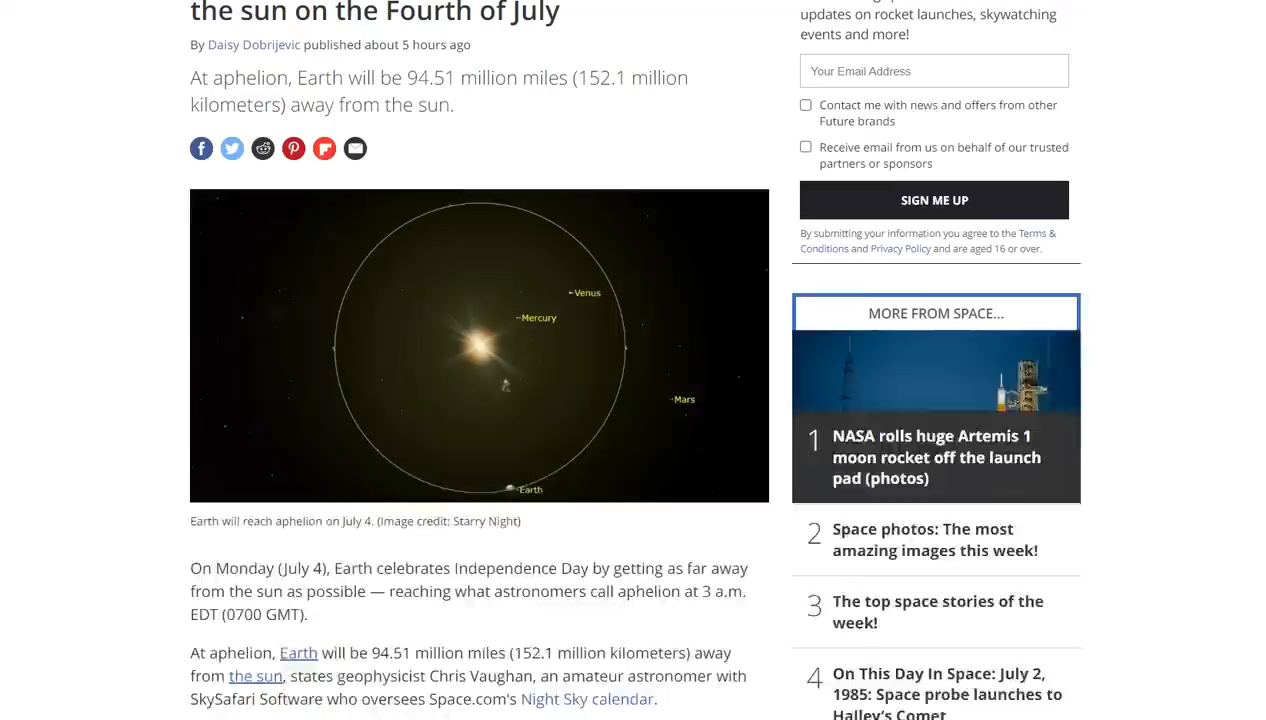 the sun on the Fourth of July
By Daisy Dobrijevic published about 5 hours ago
At aphelion, Earth will be 94.51 million miles (152.1 million
kilometers) away from the sun.
Venus
Mercury
Mars
Earth
Earth will reach aphelion on July 4. (Image credit: Starry Night)
On Monday (July 4), Earth celebrates Independence Day by getting as far away
from the sun as possible — reaching what astronomers call aphelion at 3 a.m.
EDT (0700 GMT).
At aphelion, Earth will be 94.51 million miles (152.1 million kilometers) away
from the sun, states geophysicist Chris Vaughan, an amateur astronomer with
SkySafari Software who oversees Space.com's Night Sky calendar.
updates on rocket launches, skywatching
events and more!
Your Email Address
Contact me with news and offers from other
Future brands
Receive email from us on behalf of our trusted
partners or sponsors
SIGN ME UP
By submitting your information you agree to the Terms &
Conditions and Privacy Policy and are aged 16 or over.
MORE FROM SPACE...
1 NASA rolls huge Artemis 1
moon rocket off the launch
pad (photos)
2 Space photos: The most
amazing images this week!
3 The top space stories of the
week!
4 On This Day In Space: July 2,
1985: Space probe launches to
Halley's Comet